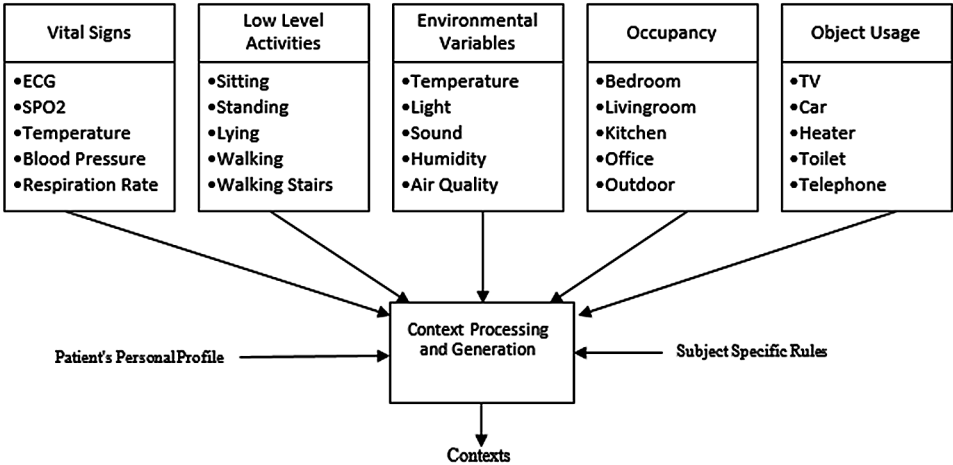 Vital Signs
•ECG
•SPO2
•Temperature
•Blood Pressure
•Respiration Rate
Low Level
Activities
•Sitting
•Standing
•Lying
•Walking
•Walking Stairs
Environmental
Variables
•Temperature
•Light
•Sound
•Humidity
•Air Quality
Occupancy
•Bedroom
•Livingroom
•Kitchen
•Office
•Outdoor
Object Usage
•TV
•Car
•Heater
•Toilet
•Telephone
Context Processing
and Generation
Patient's Personal Profile
Subject Specific Rules
Contexts